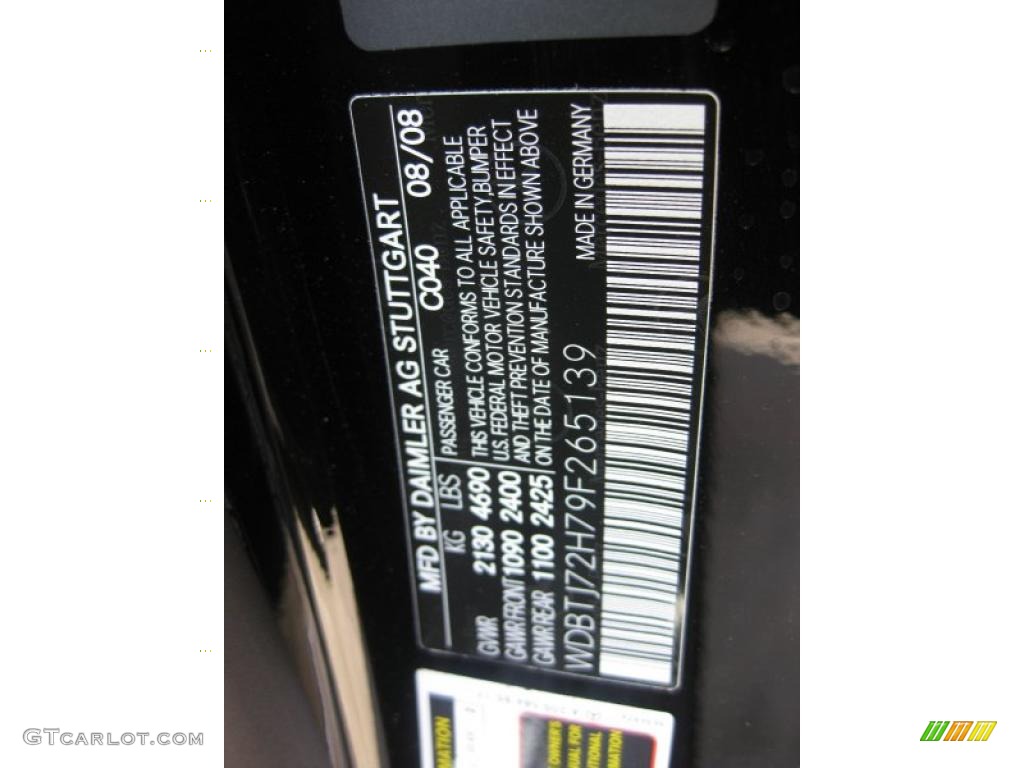 MFD BY DAIMLER AG STUTTGART
KG LBS PASSENGER CAR C040 08/08
GVWR 2130 4690 THIS VEHICLE CONFORMS TO ALL APPLICABLE
U.S. FEDERAL MOTOR VEHICLE SAFETY,BUMPER
GAWR FRONT 1090 2400 AND THEFT PREVENTION STANDARDS IN EFFECT
GAWR REAR 1100 2425 ON THE DATE OF MANUFACTURE SHOWN ABOVE
WDBTJ72H79F265139 MADE IN GERMANY
GTCARLOT.COM